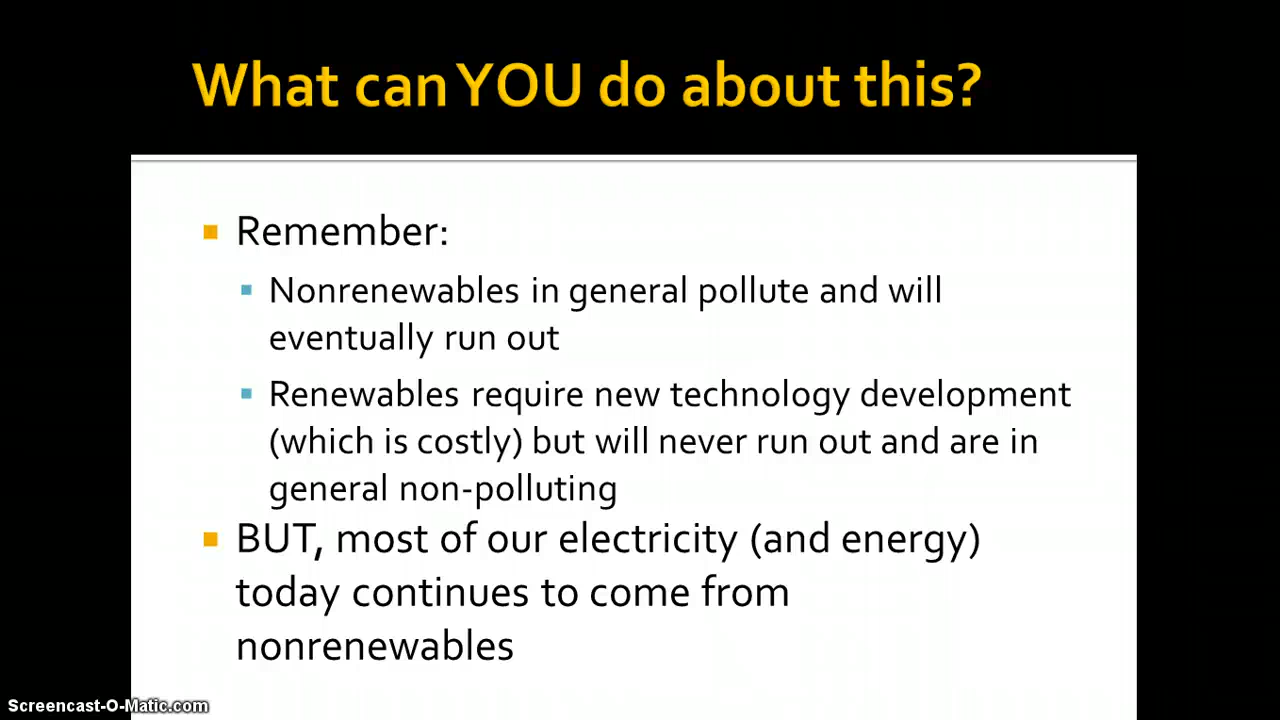 What can YOU do about this?
Remember:
Nonrenewables in general pollute and will
eventually run out
Renewables require new technology development
(which is costly) but will never run out and are in
general non-polluting
BUT, most of our electricity (and energy)
today continues to come from
nonrenewables
Screencast-O-Matic.com